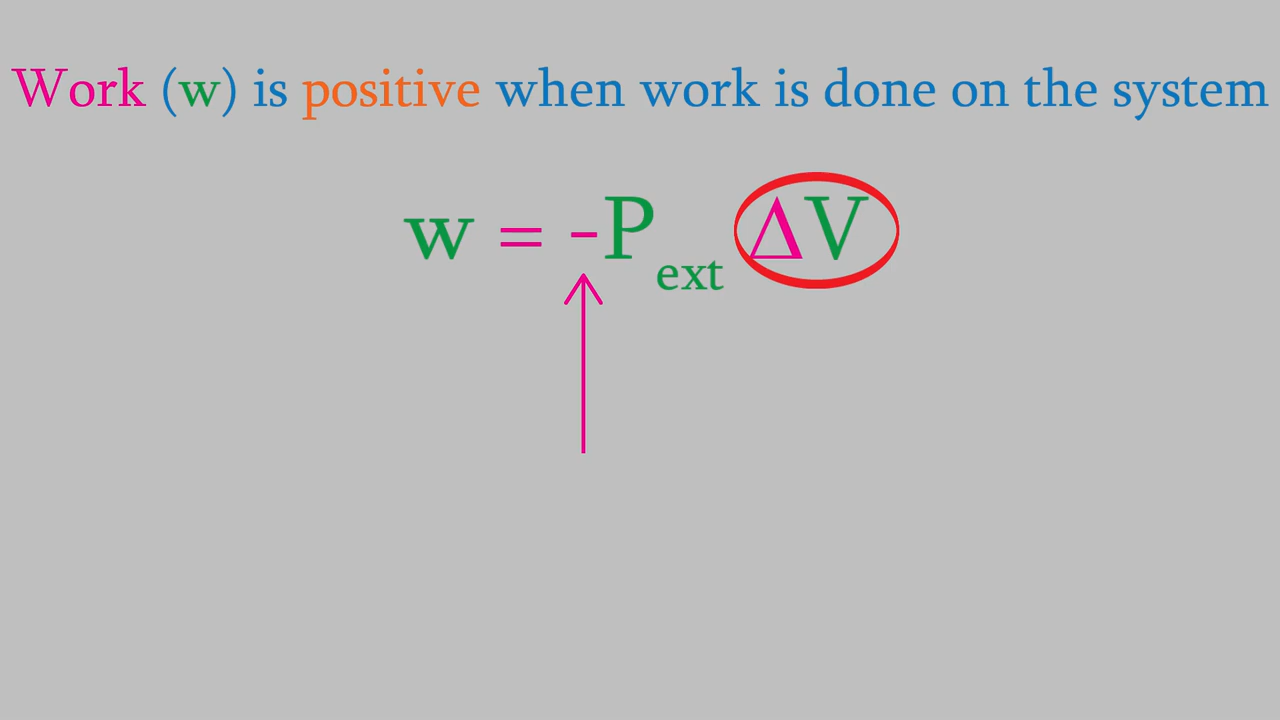 Work (w) is positive when work is done on the system
w = -Pext ΔV